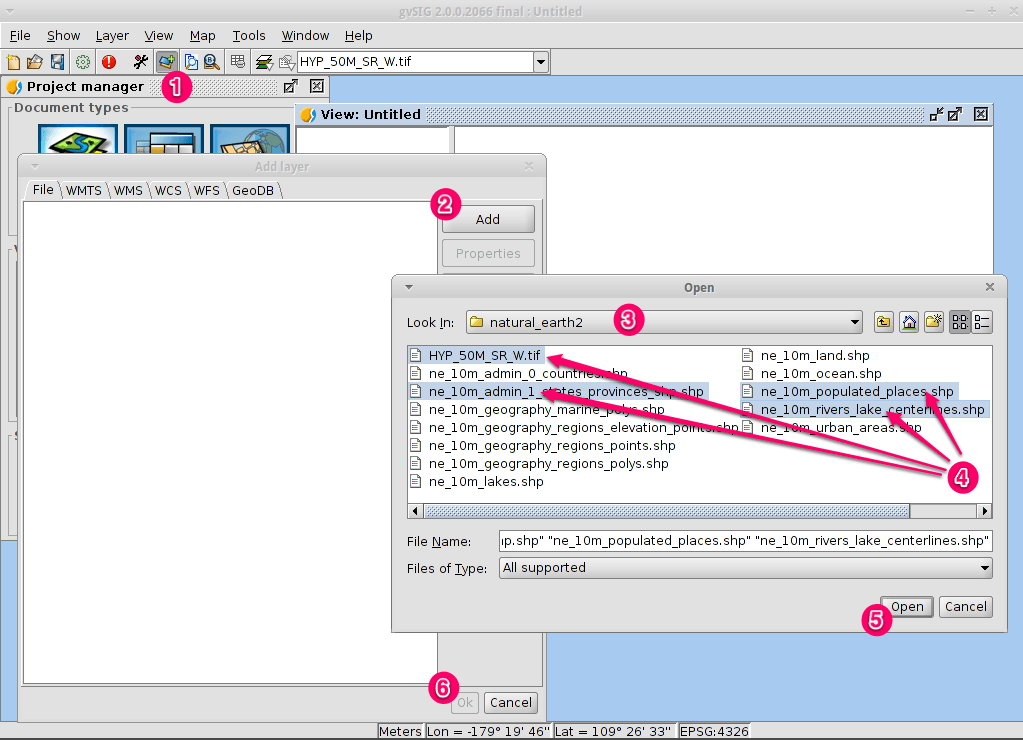 gvSIG 2.0.0.2066 final : Untitled
File Show Layer View Map Tools Window Help
HYP_50M_SR_W.tif
Project manager
1
Document types
View: Untitled
Add layer
File WMTS WMS WCS WFS GeoDB
2
Add
Properties
Open
Look In: natural_earth2
3
HYP_50M_SR_W.tif
ne_10m_admin_0_countries.shp
ne_10m_admin_1_states_provinces_shp.shp
ne_10m_geography_marine_polys.shp
ne_10m_geography_regions_elevation_points.shp
ne_10m_geography_regions_points.shp
ne_10m_geography_regions_polys.shp
ne_10m_lakes.shp
ne_10m_land.shp
ne_10m_ocean.shp
ne_10m_populated_places.shp
ne_10m_rivers_lake_centerlines.shp
ne_10m_urban_areas.shp
4
File Name: ıp.shp" "ne_10m_populated_places.shp" "ne_10m_rivers_lake_centerlines.shp"
Files of Type: All supported
5
Open Cancel
6
Ok Cancel
Meters Lon = -179° 19' 46" Lat = 109° 26' 33" EPSG:4326